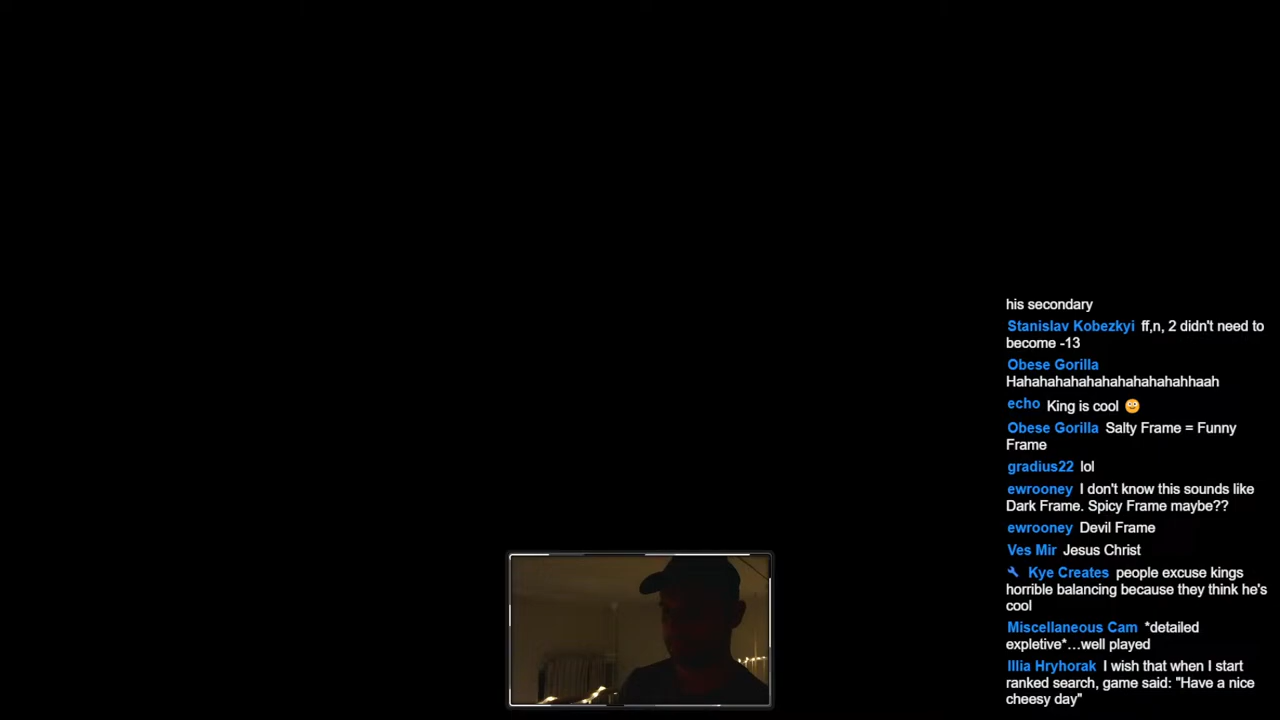 his secondary
Stanislav Kobezkyi ff,n, 2 didn't need to
become -13
Obese Gorilla
Hahahahahahahahahahahhaah
echo King is cool
Obese Gorilla Salty Frame = Funny
Frame
gradius22 lol
ewrooney I don't know this sounds like
Dark Frame. Spicy Frame maybe??
ewrooney Devil Frame
Ves Mir Jesus Christ
Kye Creates people excuse kings
horrible balancing because they think he's
cool
Miscellaneous Cam *detailed
expletive*…well played
Illia Hryhorak I wish that when I start
ranked search, game said: "Have a nice
cheesy day"